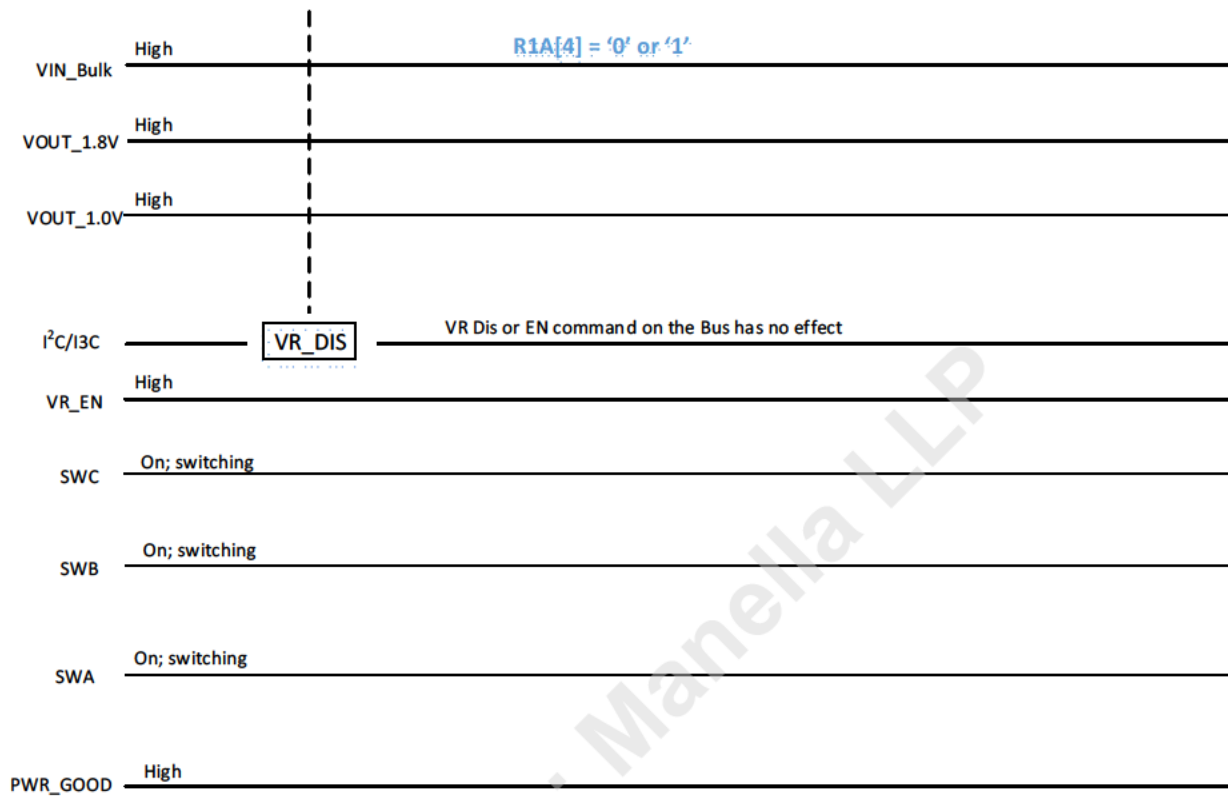 High
R1A[4] = ‘0’ or ‘1’
VIN_Bulk
High
VOUT_1.8V
High
VOUT_1.0V
I²C/I3C
VR_DIS
VR Dis or EN command on the Bus has no effect
High
VR_EN
On; switching
SWC
On; switching
SWB
On; switching
SWA
High
PWR_GOOD
Manella LLP